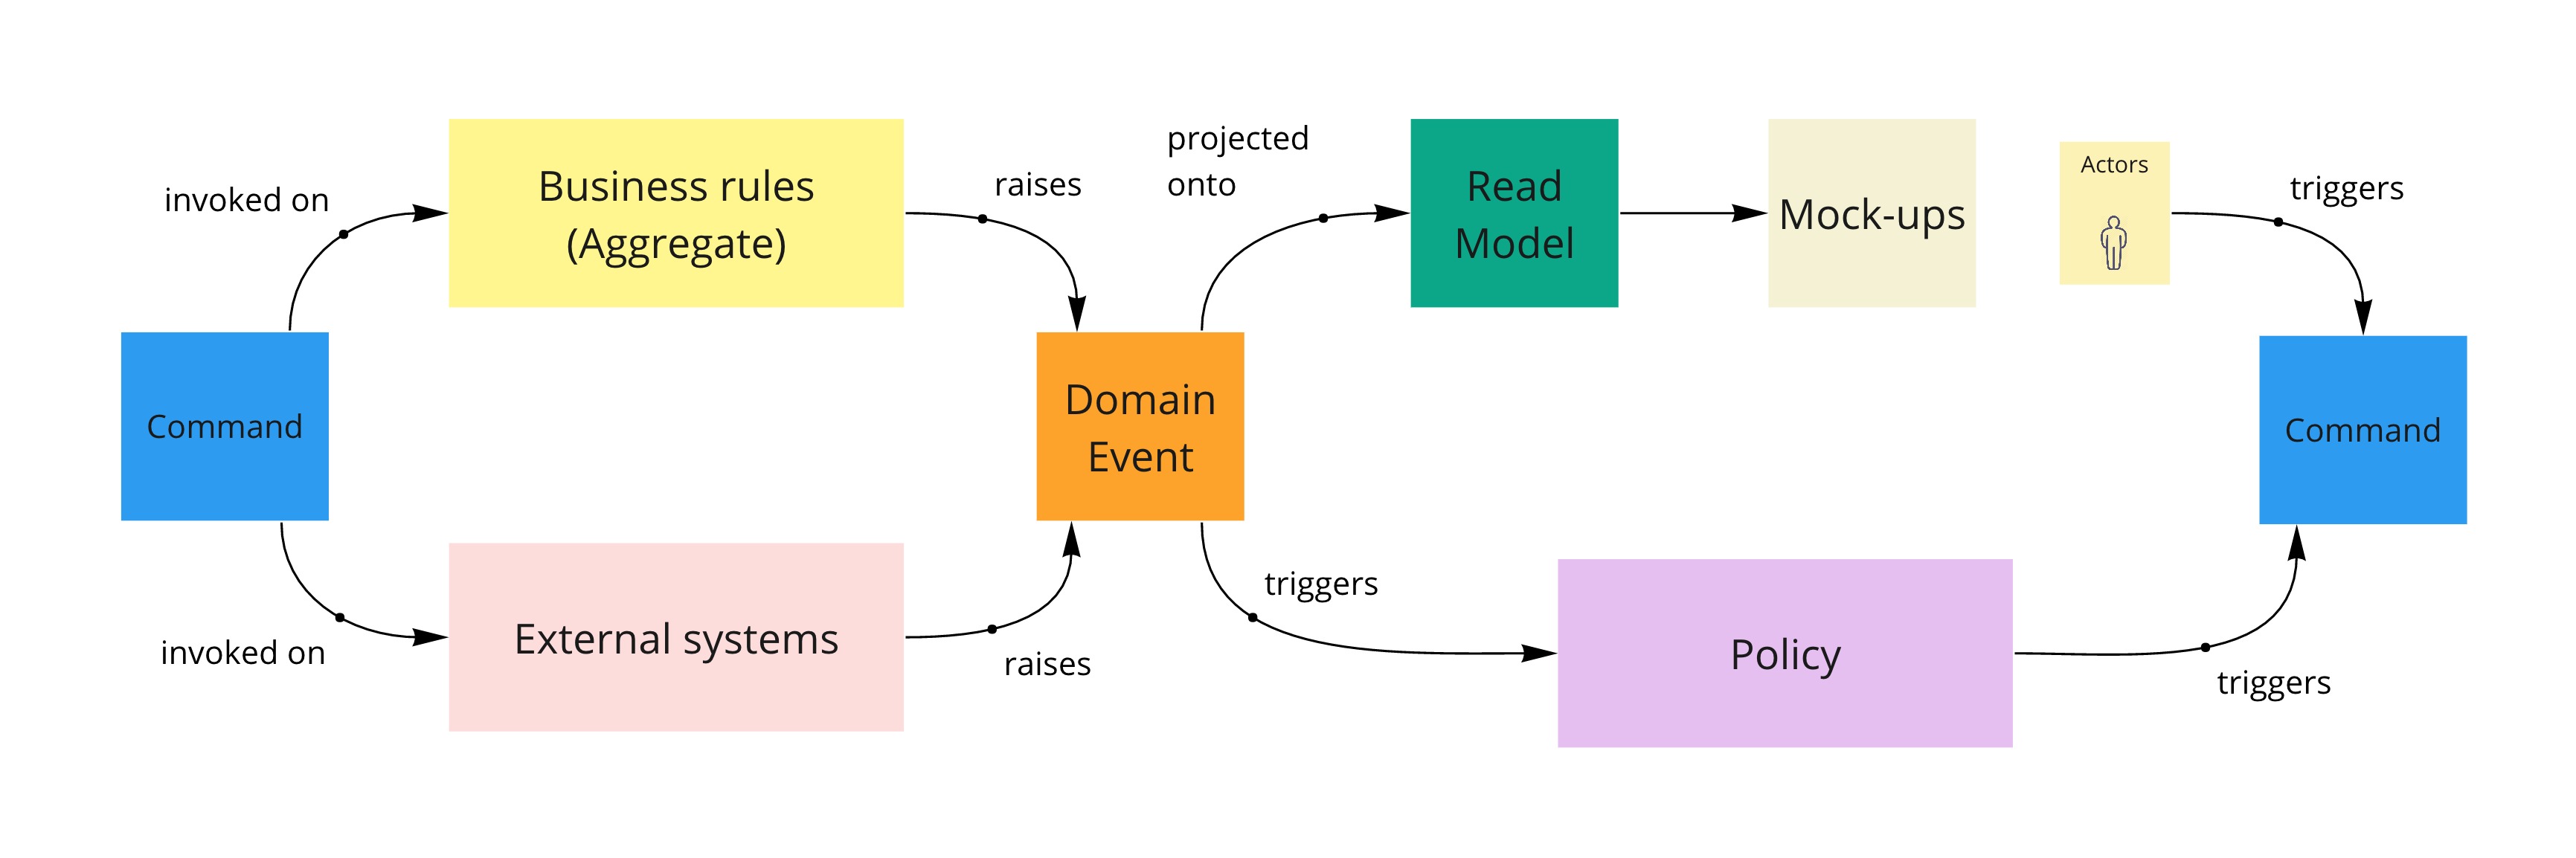 invoked on
Business rules
(Aggregate)
raises
projected
onto
Read
Model
Mock-ups
Actors
triggers
Command
Domain
Event
Command
invoked on
External systems
raises
triggers
Policy
triggers